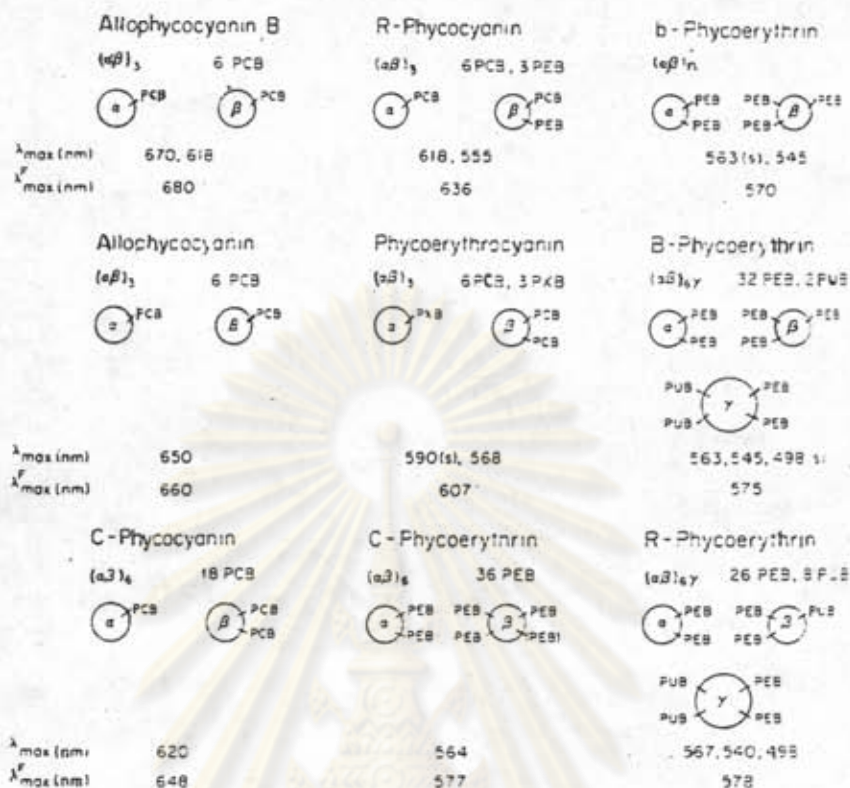 Allophycocyanin B R-Phycocyanin b-Phycoerythrin
(αβ)₃ 6 PCB (αβ)₃ 6PCB, 3 PEB (αβ)n
α PCB β PCB α PCB β PCB PEB α PEB PEB PEB PEB β PEB
λmax (nm) 670, 618 618, 555 563(s), 545
λF max (nm) 680 636 570
Allophycocyanin Phycoerythrocyanin B-Phycoerythrin
(αβ)₃ 6 PCB (αβ)₃ 6PCB, 3 PXB (αβ)₆γ 32 PEB, 2 PUB
α PCB β PCB α PXB β PCB PCB α PEB PEB PEB PEB β PEB
PUB PUB γ PEB PEB
λmax (nm) 650 590(s), 568 563, 545, 498
λF max (nm) 660 607 575
C-Phycocyanin C-Phycoerythrin R-Phycoerythrin
(αβ)₆ 18 PCB (αβ)₆ 36 PEB (αβ)₆γ 26 PEB, 8 PUB
α PCB β PCB PCB α PEB PEB PEB PEB β PEB α PEB PEB PEB PEB β PUB
PUB PUB γ PEB PEB
λmax (nm) 620 564 567, 540, 498
λF max (nm) 648 577 578